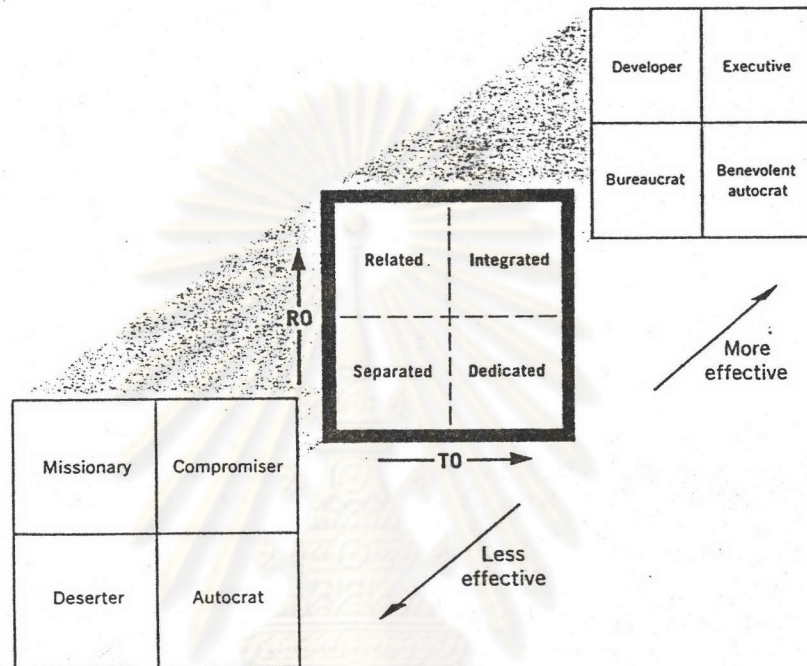 Developer
Executive
Bureaucrat
Benevolent
autocrat
Related
Integrated
RO
Separated
Dedicated
TO
More
effective
Missionary
Compromiser
Less
effective
Deserter
Autocrat